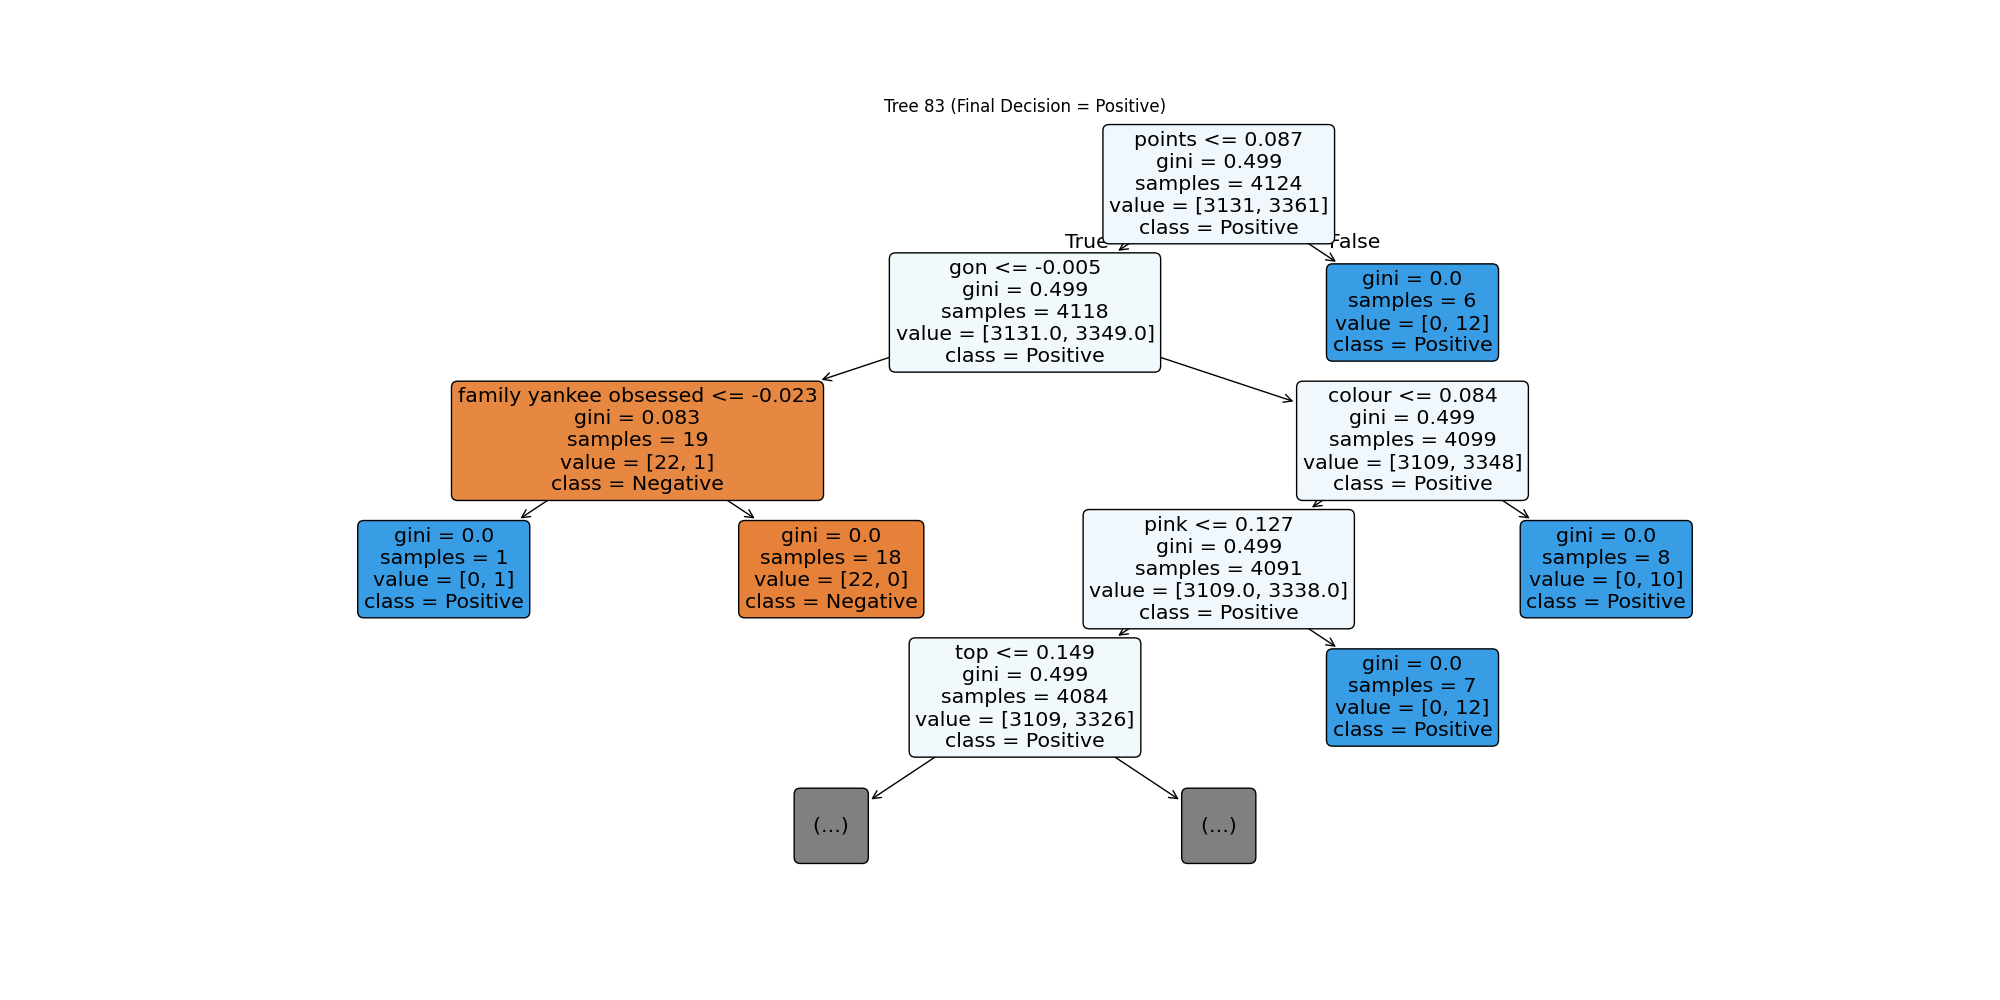 Tree 83 (Final Decision = Positive)
points <= 0.087
gini = 0.499
samples = 4124
value = [3131, 3361]
class = Positive
True
False
gon <= -0.005
gini = 0.499
samples = 4118
value = [3131.0, 3349.0]
class = Positive
gini = 0.0
samples = 6
value = [0, 12]
class = Positive
family yankee obsessed <= -0.023
gini = 0.083
samples = 19
value = [22, 1]
class = Negative
colour <= 0.084
gini = 0.499
samples = 4099
value = [3109, 3348]
class = Positive
gini = 0.0
samples = 1
value = [0, 1]
class = Positive
gini = 0.0
samples = 18
value = [22, 0]
class = Negative
pink <= 0.127
gini = 0.499
samples = 4091
value = [3109.0, 3338.0]
class = Positive
gini = 0.0
samples = 8
value = [0, 10]
class = Positive
top <= 0.149
gini = 0.499
samples = 4084
value = [3109, 3326]
class = Positive
gini = 0.0
samples = 7
value = [0, 12]
class = Positive
(...)
(...)